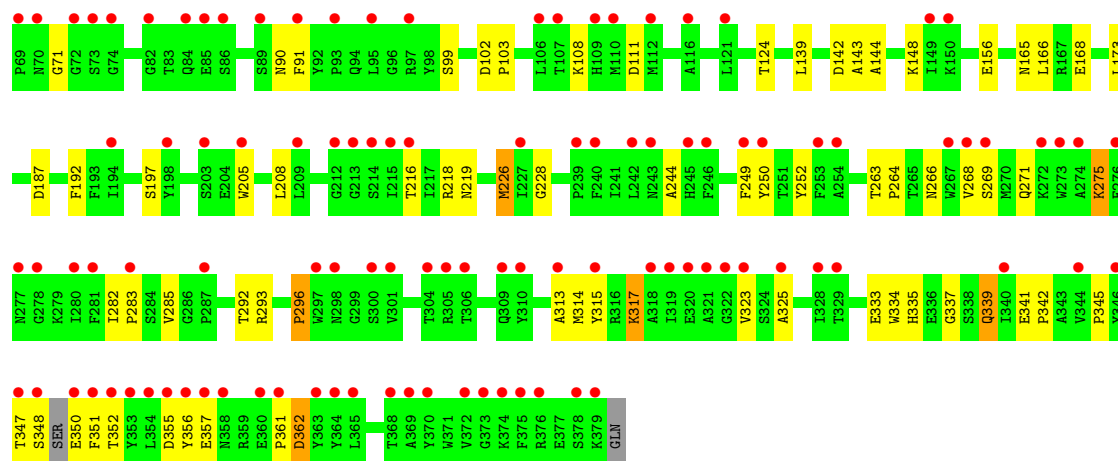 P69 N70 G71 G72 S73 G74 G82 T83 Q84 E85 S86 S89 N90 F91 Y92 P93 Q94 L95 G96 R97 Y98 S99 D102 P103 L106 T107 K108 H109 M110 D111 M112 A116 L121 T124 L139 D142 A143 A144 K148 I149 K150 E156 N165 L166 R167 E168 L173
D187 F192 F193 I194 S197 Y198 S203 E204 W205 L208 L209 G212 G213 S214 I215 T216 I217 R218 N219 M226 I227 G228 P239 F240 I241 L242 N243 A244 H245 F246 F249 Y250 T251 Y252 F253 A254 T263 P264 T265 N266 W267 V268 S269 M270 Q271 K272 W273 A274 K275
N277 G278 K279 I280 F281 I282 P283 S284 V285 G286 P287 T292 R293 P296 W297 N298 G299 S300 V301 T304 R305 T306 Q309 Y310 A313 M314 Y315 R316 K317 A318 I319 E320 A321 G322 V323 S324 A325 I328 T329 E333 W334 H335 E336 G337 S338 Q339 I340 E341 P342 A343 V344 P345 Y346
T347 S348 SER E350 F351 T352 Y353 L354 D355 Y356 E357 N358 R359 E360 P361 D362 Y363 Y364 L365 T368 A369 Y370 W371 V372 G373 K374 F375 R376 E377 S378 K379 GLN